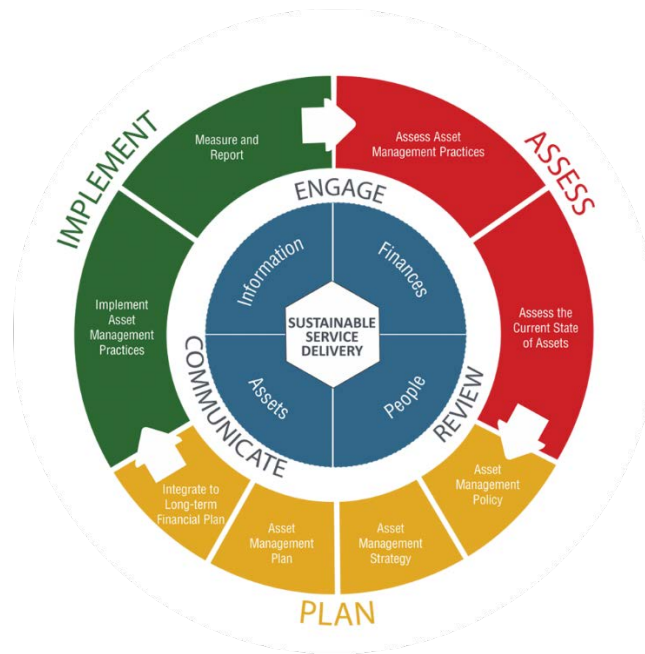 IMPLEMENT
Measure and
Report
Assess Asset
Management Practices
ASSESS
ENGAGE
Information
Finances
Implement
Asset
Management
Practices
SUSTAINABLE
SERVICE
DELIVERY
Assess the
Current State
of Assets
COMMUNICATE
Assets
People
REVIEW
Integrate to
Long-term
Financial Plan
Asset
Management
Plan
Asset
Management
Strategy
Asset
Management
Policy
PLAN